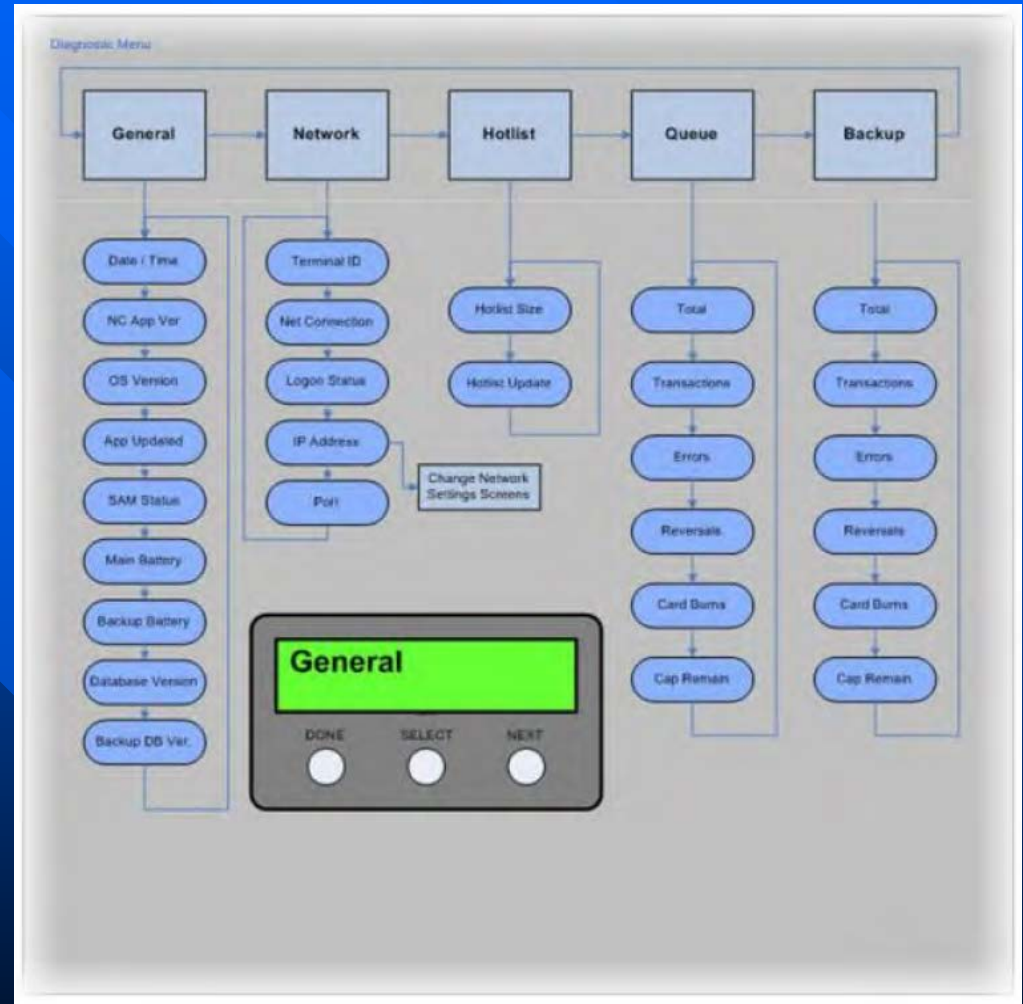 Diagnostic Menu
General
Network
Hotlist
Queue
Backup
Date / Time
NC App Ver
OS Version
App Updated
SAM Status
Main Battery
Backup Battery
Database Version
Backup DB Ver.
Terminal ID
Net Connection
Logon Status
IP Address
Port
Change Network
Settings Screens
Hotlist Size
Hotlist Update
Total
Transactions
Errors
Reversals
Card Burns
Cap Remain
Total
Transactions
Errors
Reversals
Card Burns
Cap Remain
General
DONE
SELECT
NEXT